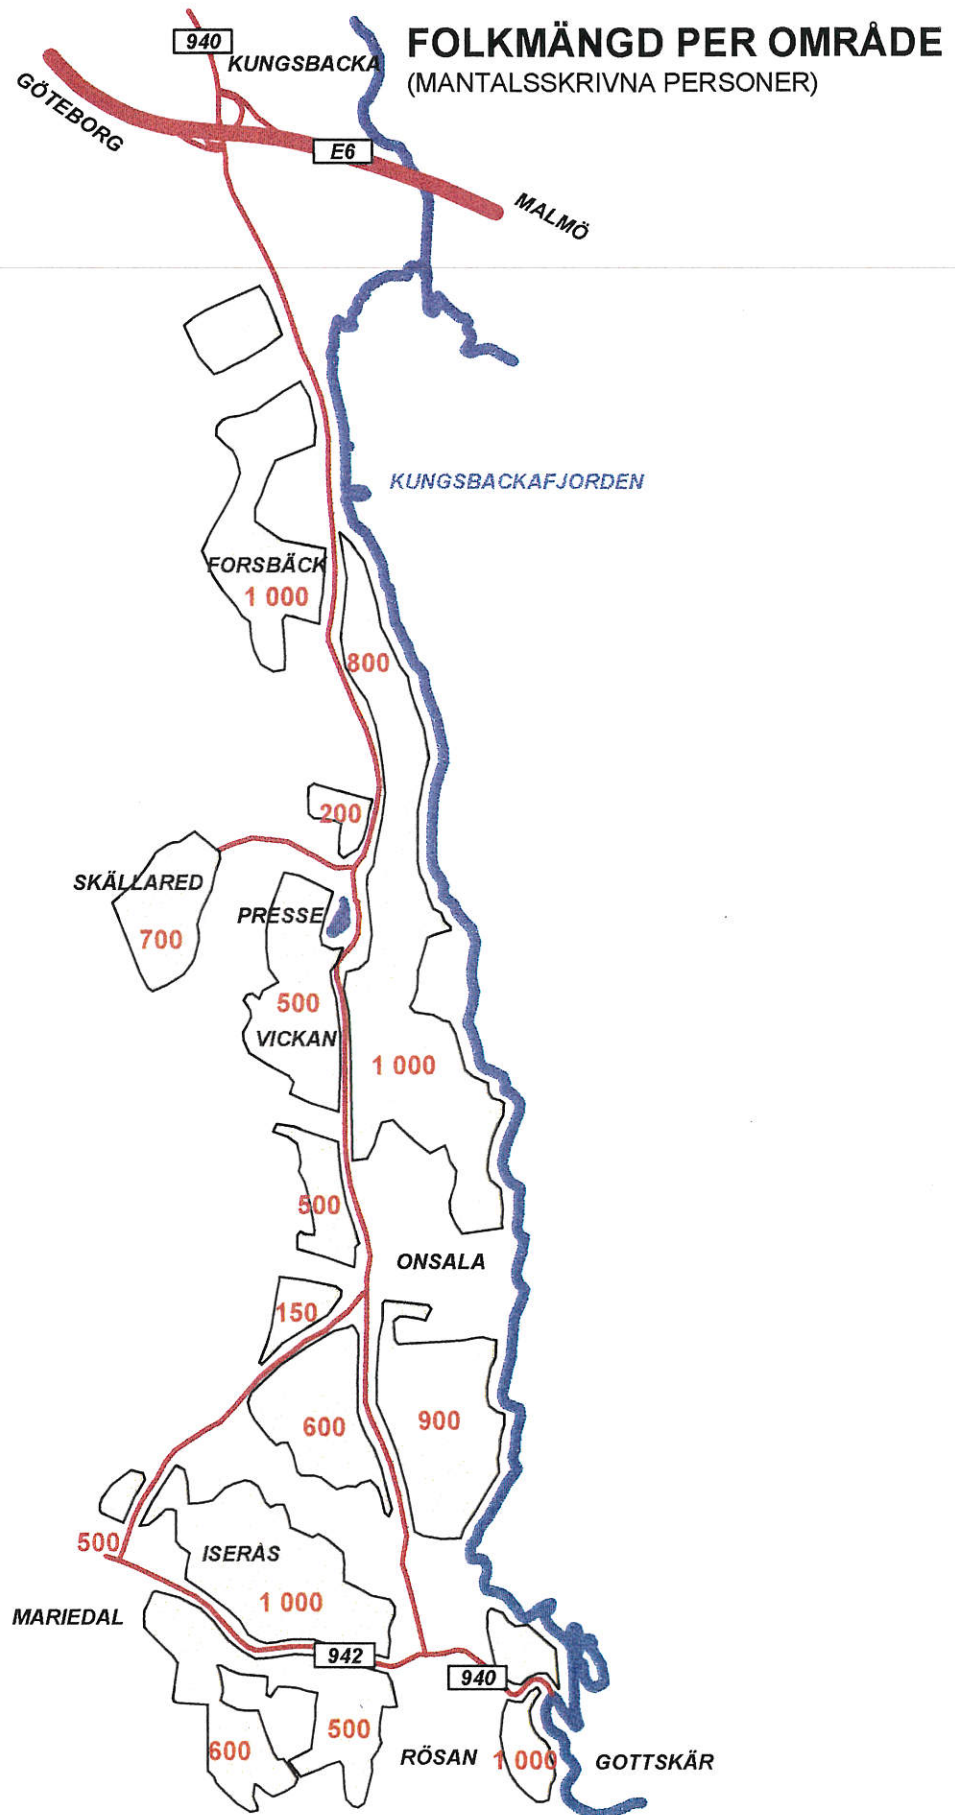 FOLKMÄNGD PER OMRÅDE
(MANTALSSKRIVNA PERSONER)
940
KUNGSBACKA
GÖTEBORG
E6
MALMÖ
KUNGSBACKAFJORDEN
FORSBÄCK
1 000
800
200
SKÄLLARED
700
PRESSE
500
VICKAN
1 000
500
ONSALA
150
600
900
500
ISERÅS
1 000
MARIEDAL
942
940
500
600
RÖSAN
1 000
GOTTSKÄR